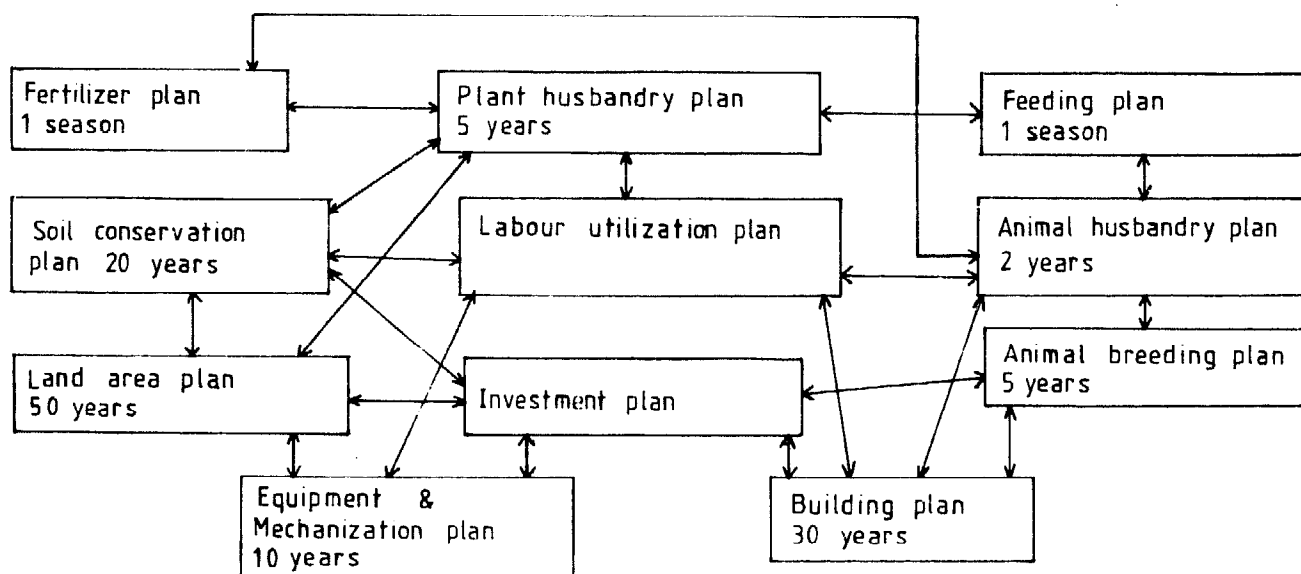 Fertilizer plan
1 season
Plant husbandry plan
5 years
Feeding plan
1 season
Soil conservation
plan 20 years
Labour utilization plan
Animal husbandry plan
2 years
Land area plan
50 years
Investment plan
Animal breeding plan
5 years
Equipment &
Mechanization plan
10 years
Building plan
30 years